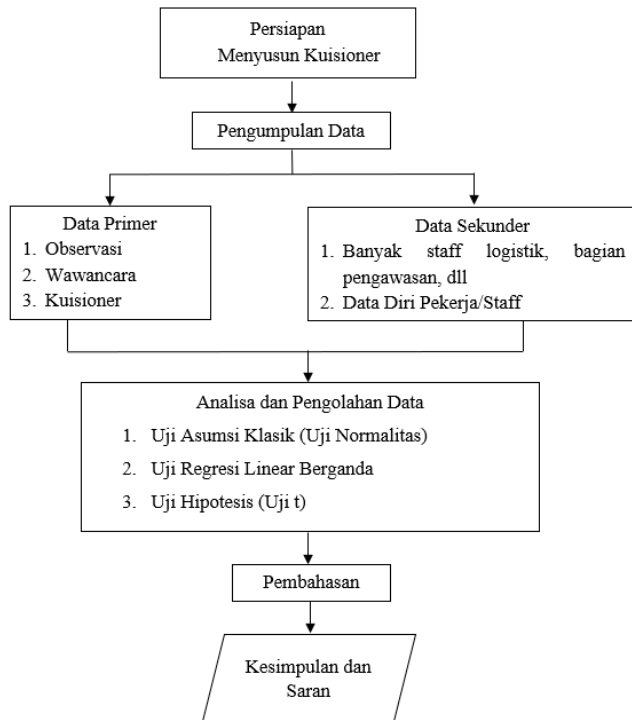 Persiapan
Menyusun Kuisioner
Pengumpulan Data
Data Primer
1. Observasi
2. Wawancara
3. Kuisioner
Data Sekunder
1. Banyak staff logistik, bagian
pengawasan, dll
2. Data Diri Pekerja/Staff
Analisa dan Pengolahan Data
1. Uji Asumsi Klasik (Uji Normalitas)
2. Uji Regresi Linear Berganda
3. Uji Hipotesis (Uji t)
Pembahasan
Kesimpulan dan
Saran